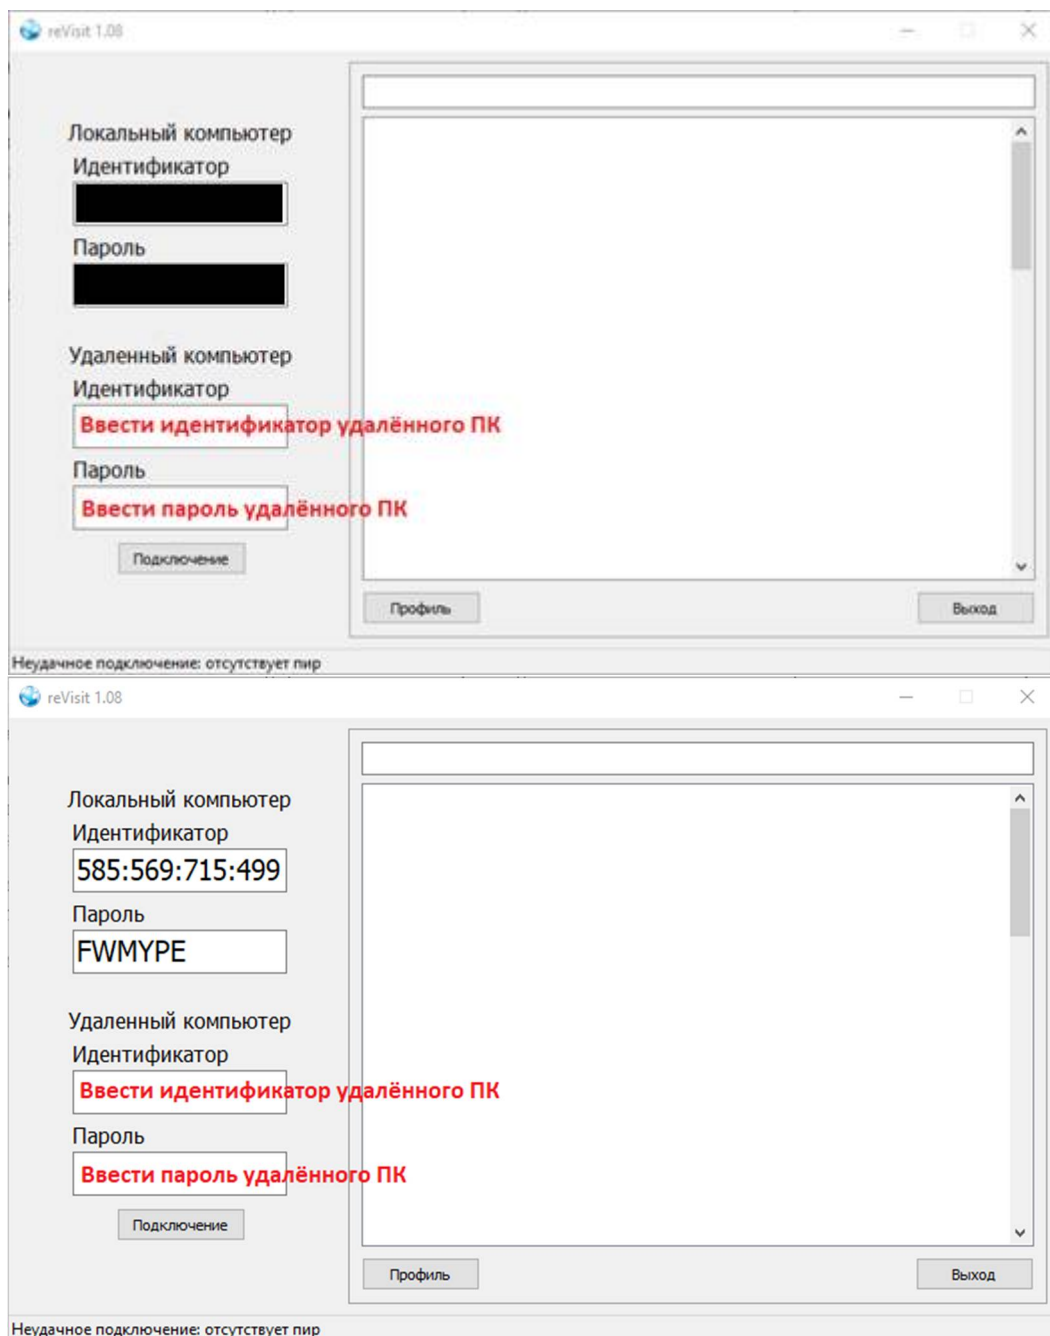 reVisit 1.08
Локальный компьютер
Идентификатор
Пароль
Удаленный компьютер
Идентификатор
Ввести идентификатор удалённого ПК
Пароль
Ввести пароль удалённого ПК
Подключение
Профиль
Выход
Неудачное подключение: отсутствует пир
reVisit 1.08
Локальный компьютер
Идентификатор
585:569:715:499
Пароль
FWMYPE
Удаленный компьютер
Идентификатор
Ввести идентификатор удалённого ПК
Пароль
Ввести пароль удалённого ПК
Подключение
Профиль
Выход
Неудачное подключение: отсутствует пир